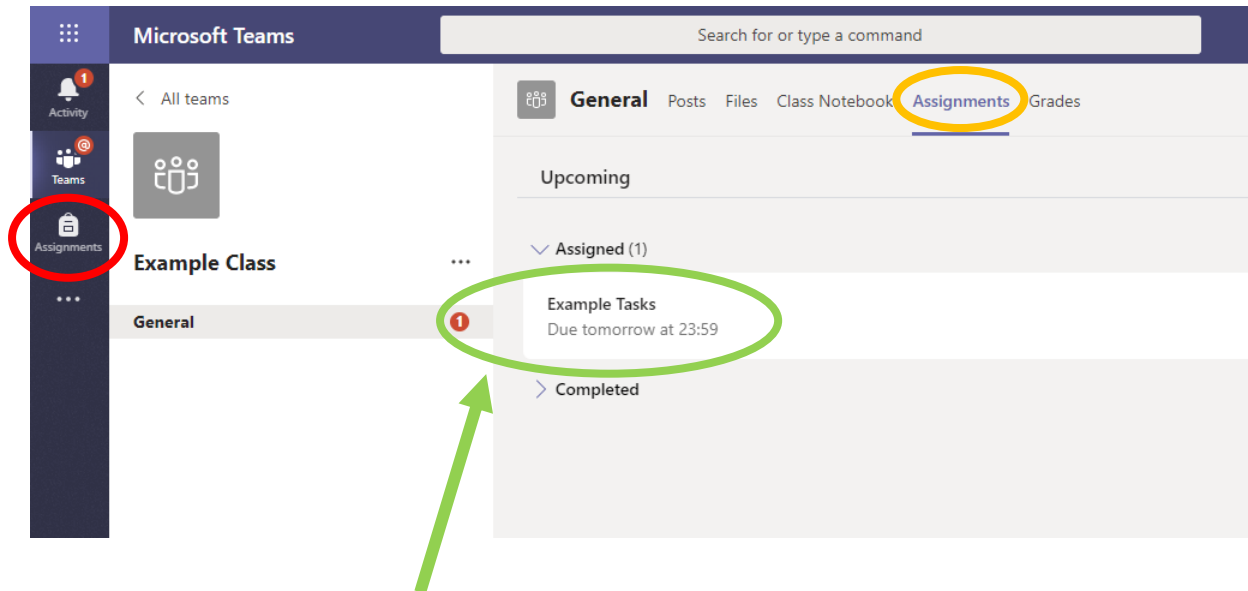 Microsoft Teams
Search for or type a command
1
Activity
@
Teams
Assignments
All teams
Example Class
General
1
General Posts Files Class Notebook Assignments Grades
Upcoming
Assigned (1)
Example Tasks
Due tomorrow at 23:59
Completed